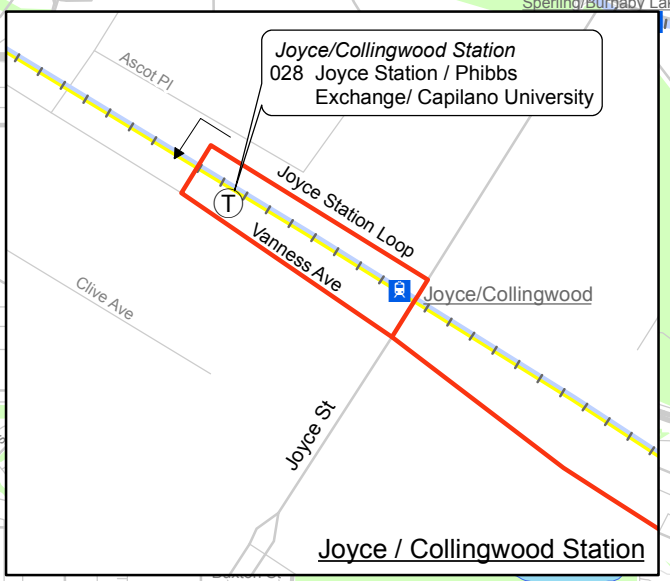 Sperling/Burnaby Lak
Joyce/Collingwood Station
028 Joyce Station / Phibbs
Exchange/ Capilano University
Ascot Pl
T
Joyce Station Loop
Vanness Ave
Joyce/Collingwood
Clive Ave
Joyce St
Joyce / Collingwood Station